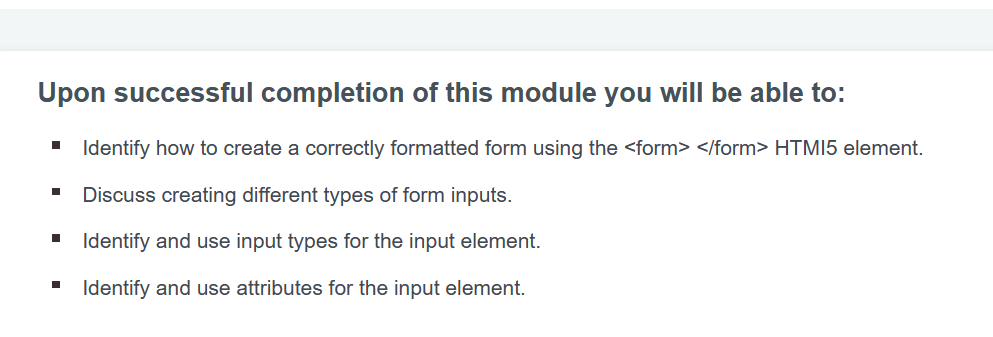 Upon successful completion of this module you will be able to:
Identify how to create a correctly formatted form using the <form> </form> HTMl5 element.
Discuss creating different types of form inputs.
Identify and use input types for the input element.
Identify and use attributes for the input element.